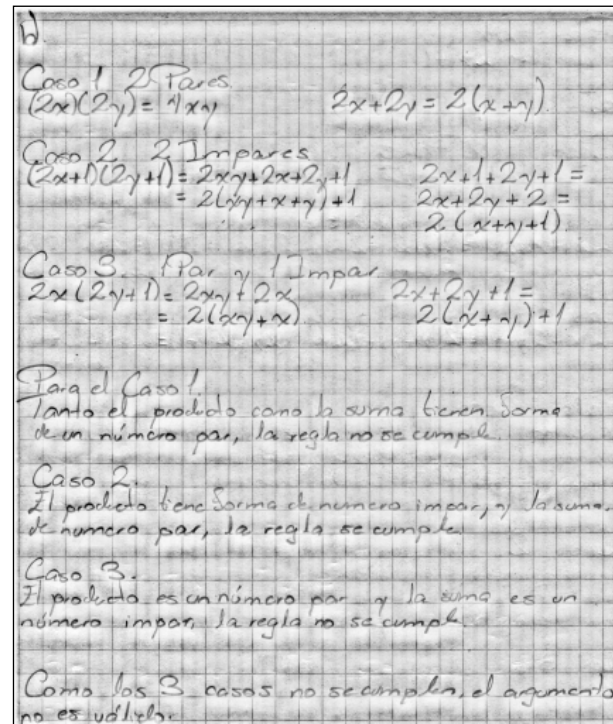 b)
Caso 1 2 Pares
(2x)(2y) = 4xy 2x+2y = 2(x+y)
Caso 2 2 Impares
(2x+1)(2y+1) = 2xy+2x+2y+1 2x+1+2y+1=
= 2(xy+x+y)+1 2x+2y+2=
2(x+y+1)
Caso 3. 1 Par y 1 Impar
2x(2y+1) = 2xy+2x 2x+2y+1=
= 2(xy+x) 2(x+y)+1
=
Para el Caso 1.
Tanto el producto como la suma tienen forma
de un número par, la regla no se cumple.
Caso 2.
El producto tiene forma de numero impar, y la suma
de numero par, la regla se cumple.
Caso 3.
El producto es un número par y la suma es un
número impar, la regla no se cumple.
Como los 3 casos no se cumplen, el argumento
no es válido.